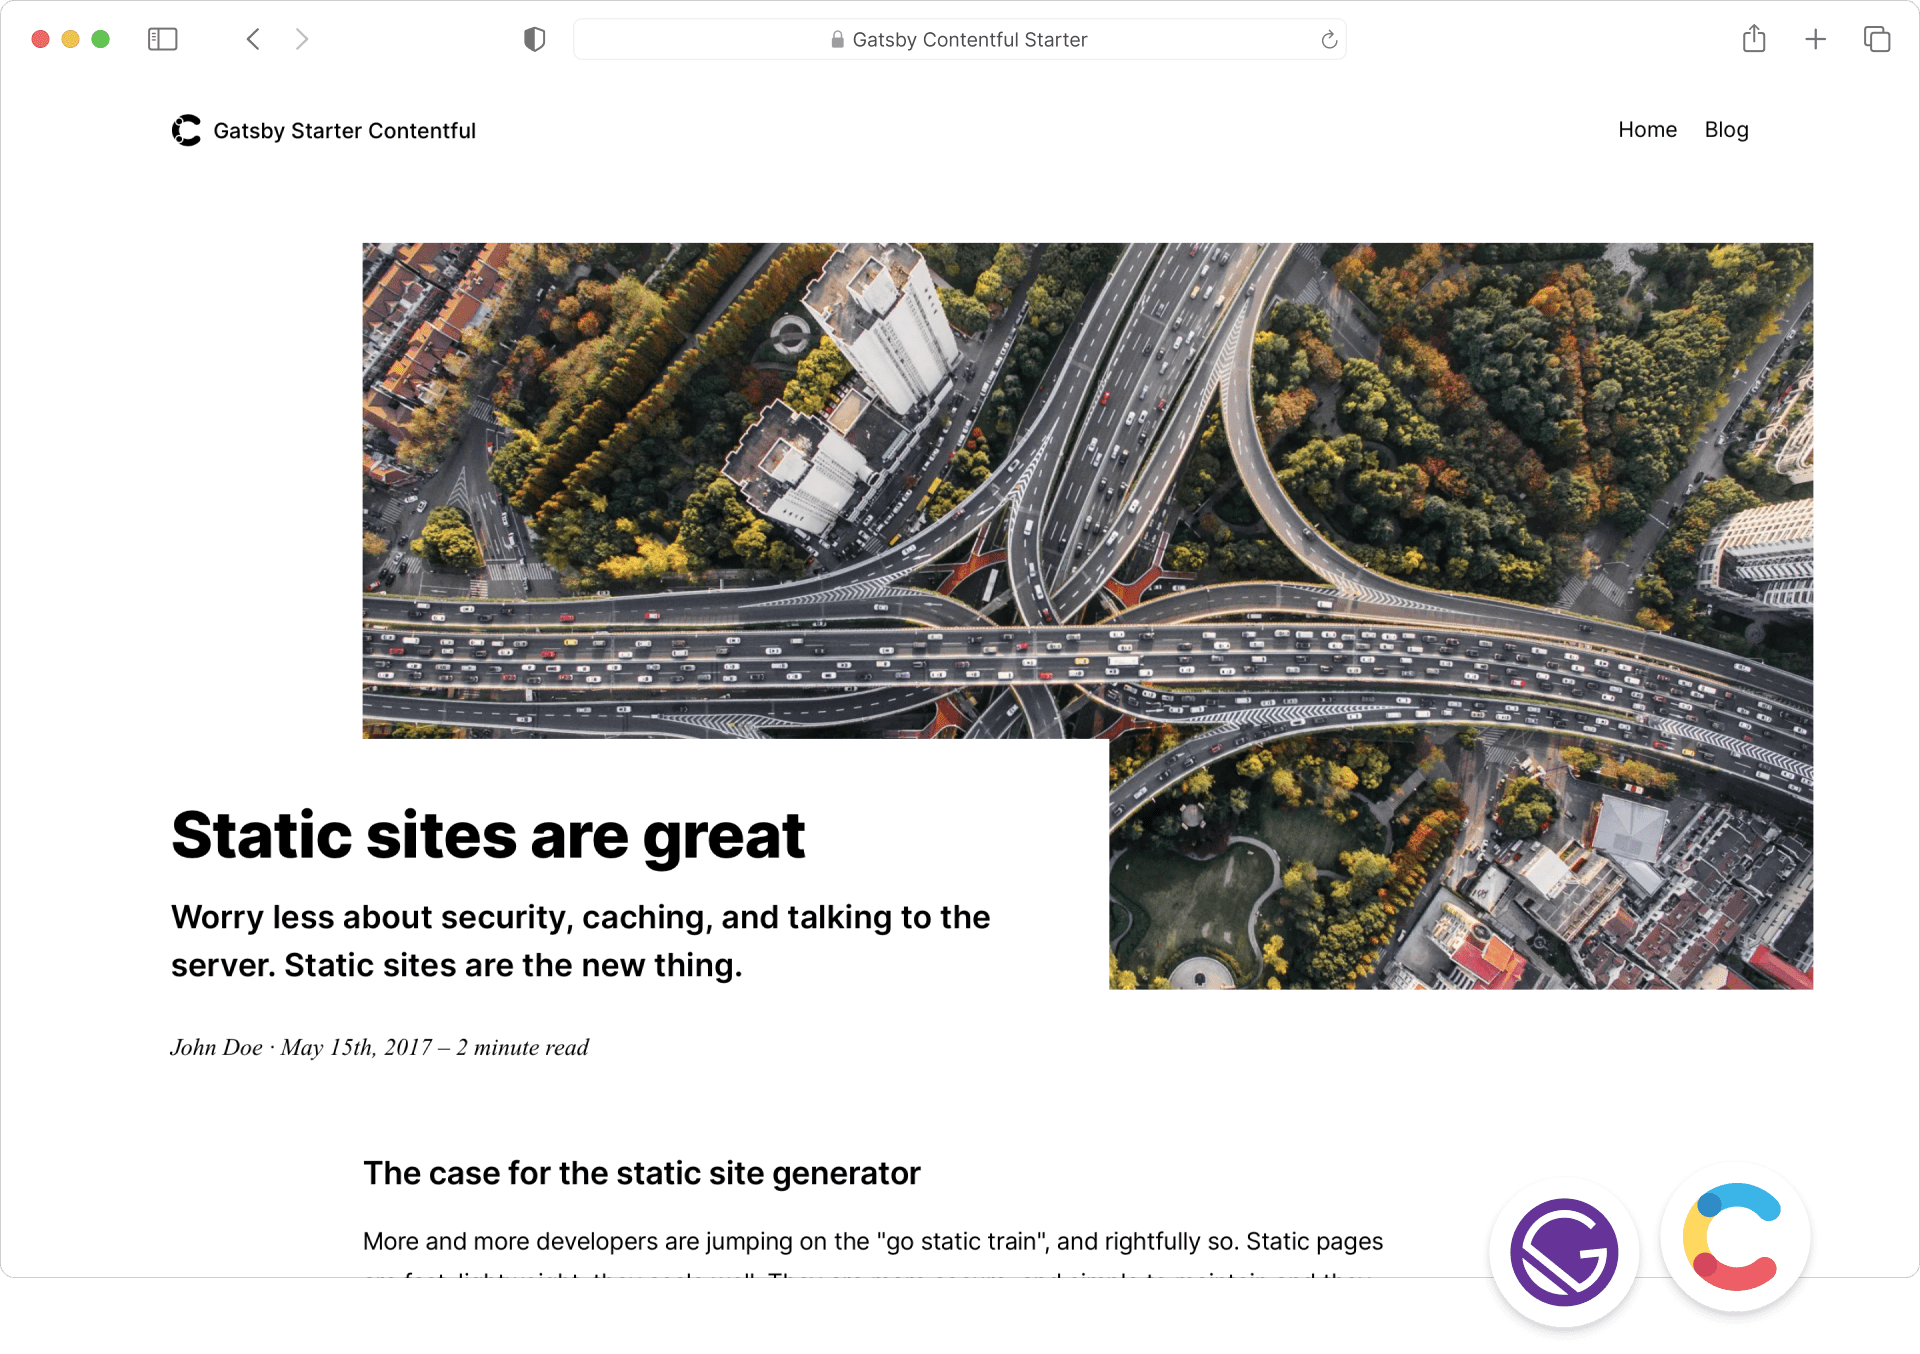 Gatsby Contentful Starter
Gatsby Starter Contentful
Home Blog
Static sites are great
Worry less about security, caching, and talking to the
server. Static sites are the new thing.
John Doe · May 15th, 2017 – 2 minute read
The case for the static site generator
More and more developers are jumping on the "go static train", and rightfully so. Static pages